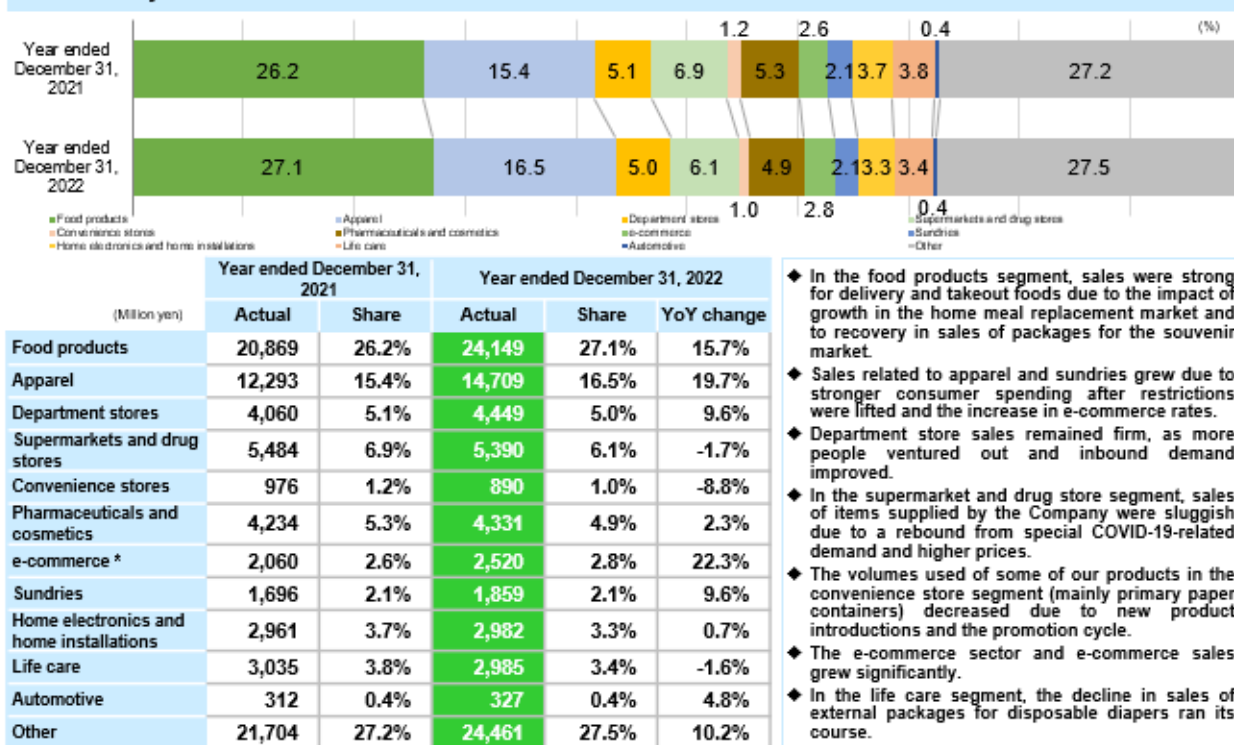 1.2 2.6 0.4 (%)
Year ended
December 31,
2021
26.2 15.4 5.1 6.9 5.3 2.1 3.7 3.8 27.2
Year ended
December 31,
2022
27.1 16.5 5.0 6.1 4.9 2.1 3.3 3.4 27.5
1.0 2.8 0.4
Food products Apparel Department stores Supermarkets and drug stores
Convenience stores Pharmaceuticals and cosmetics e-commerce Sundries
Home electronics and home installations Life care Automotive Other
Year ended December 31,
2021
Year ended December 31, 2022
(Million yen) Actual Share Actual Share YoY change
Food products 20,869 26.2% 24,149 27.1% 15.7%
Apparel 12,293 15.4% 14,709 16.5% 19.7%
Department stores 4,060 5.1% 4,449 5.0% 9.6%
Supermarkets and drug
stores 5,484 6.9% 5,390 6.1% -1.7%
Convenience stores 976 1.2% 890 1.0% -8.8%
Pharmaceuticals and
cosmetics 4,234 5.3% 4,331 4.9% 2.3%
e-commerce * 2,060 2.6% 2,520 2.8% 22.3%
Sundries 1,696 2.1% 1,859 2.1% 9.6%
Home electronics and
home installations 2,961 3.7% 2,982 3.3% 0.7%
Life care 3,035 3.8% 2,985 3.4% -1.6%
Automotive 312 0.4% 327 0.4% 4.8%
Other 21,704 27.2% 24,461 27.5% 10.2%
◆ In the food products segment, sales were strong
for delivery and takeout foods due to the impact of
growth in the home meal replacement market and
to recovery in sales of packages for the souvenir
market.
◆ Sales related to apparel and sundries grew due to
stronger consumer spending after restrictions
were lifted and the increase in e-commerce rates.
◆ Department store sales remained firm, as more
people ventured out and inbound demand
improved.
◆ In the supermarket and drug store segment, sales
of items supplied by the Company were sluggish
due to a rebound from special COVID-19-related
demand and higher prices.
◆ The volumes used of some of our products in the
convenience store segment (mainly primary paper
containers) decreased due to new product
introductions and the promotion cycle.
◆ The e-commerce sector and e-commerce sales
grew significantly.
◆ In the life care segment, the decline in sales of
external packages for disposable diapers ran its
course.